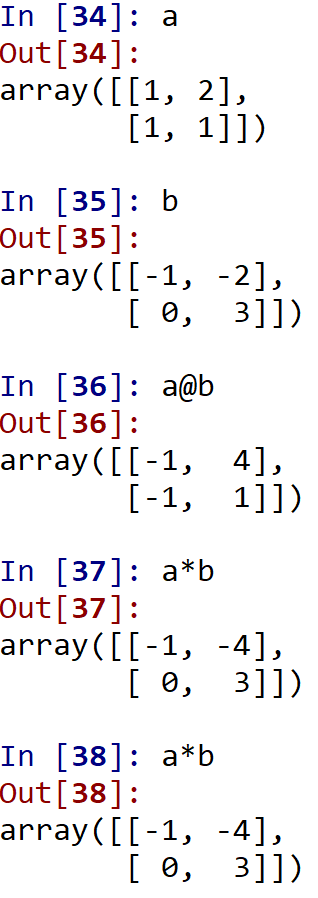 In [34]: a
Out[34]:
array([[1, 2],
       [1, 1]])
In [35]: b
Out[35]:
array([[-1, -2],
       [ 0,  3]])
In [36]: a@b
Out[36]:
array([[-1,  4],
       [-1,  1]])
In [37]: a*b
Out[37]:
array([[-1, -4],
       [ 0,  3]])
In [38]: a*b
Out[38]:
array([[-1, -4],
       [ 0,  3]])